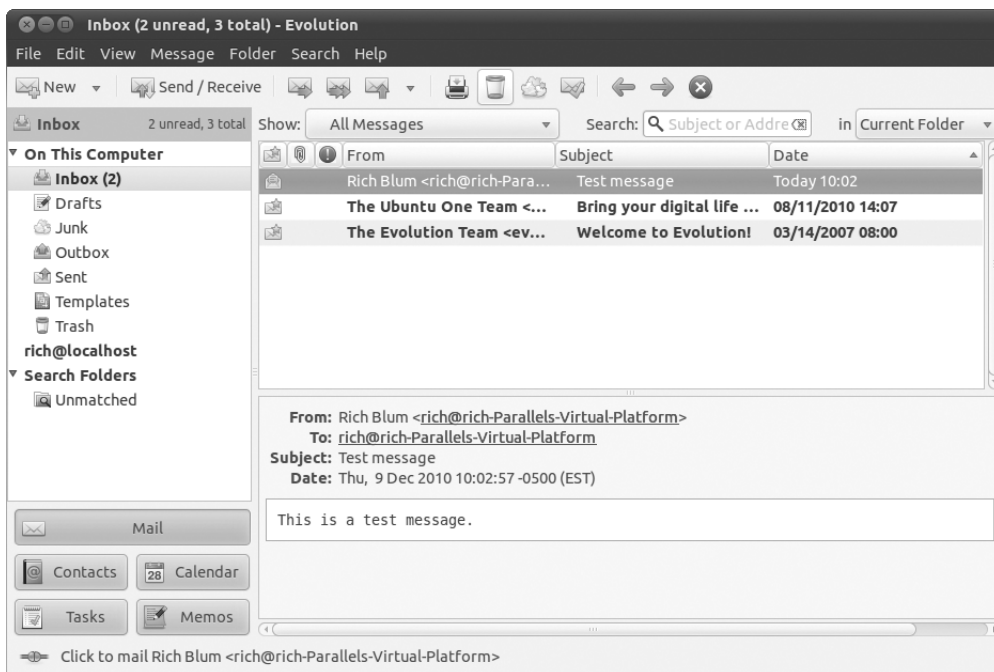 Inbox (2 unread, 3 total) - Evolution
File Edit View Message Folder Search Help
New Send / Receive
Inbox 2 unread, 3 total Show: All Messages Search: Subject or Addre in Current Folder
On This Computer
From Subject Date
Inbox (2)
Rich Blum <rich@rich-Para... Test message Today 10:02
Drafts
The Ubuntu One Team <... Bring your digital life ... 08/11/2010 14:07
Junk
The Evolution Team <ev... Welcome to Evolution! 03/14/2007 08:00
Outbox
Sent
Templates
Trash
rich@localhost
Search Folders
Unmatched
From: Rich Blum <rich@rich-Parallels-Virtual-Platform>
To: rich@rich-Parallels-Virtual-Platform
Subject: Test message
Date: Thu, 9 Dec 2010 10:02:57 -0500 (EST)
This is a test message.
Mail
Contacts 28 Calendar
Tasks Memos
Click to mail Rich Blum <rich@rich-Parallels-Virtual-Platform>